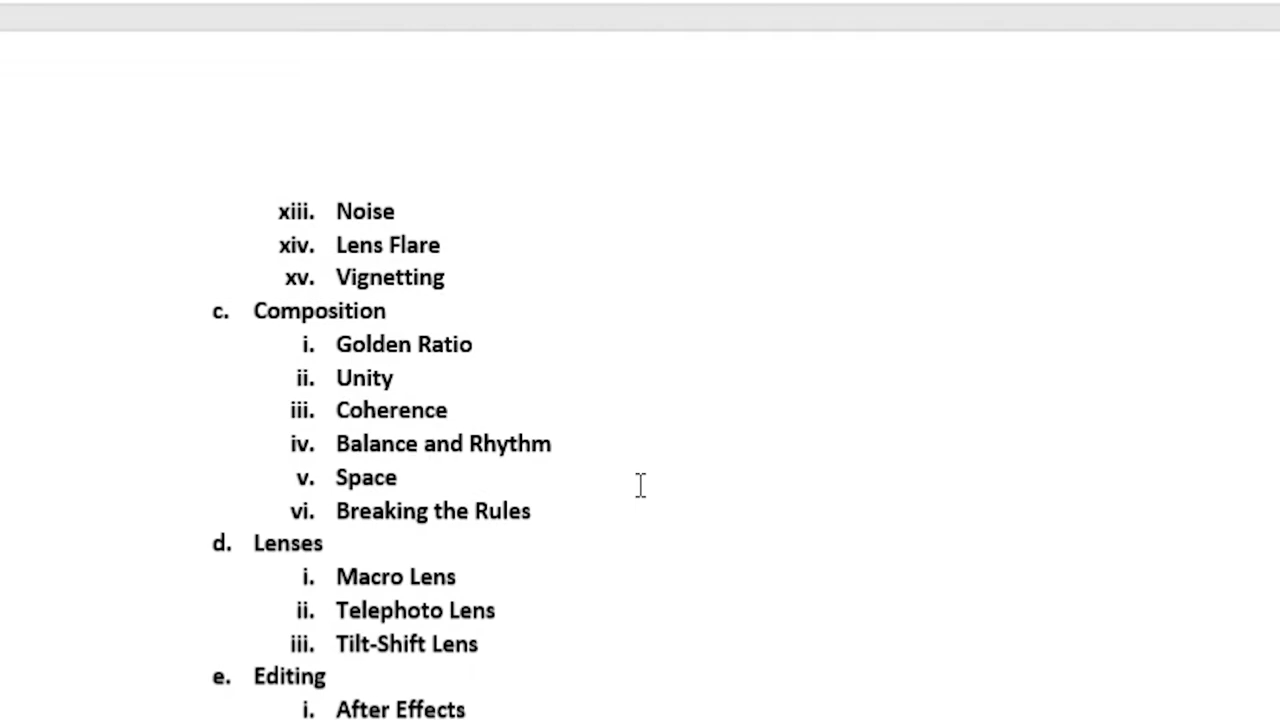 xiii. Noise
xiv. Lens Flare
xv. Vignetting
c. Composition
i. Golden Ratio
ii. Unity
iii. Coherence
iv. Balance and Rhythm
v. Space
vi. Breaking the Rules
d. Lenses
i. Macro Lens
ii. Telephoto Lens
iii. Tilt-Shift Lens
e. Editing
i. After Effects